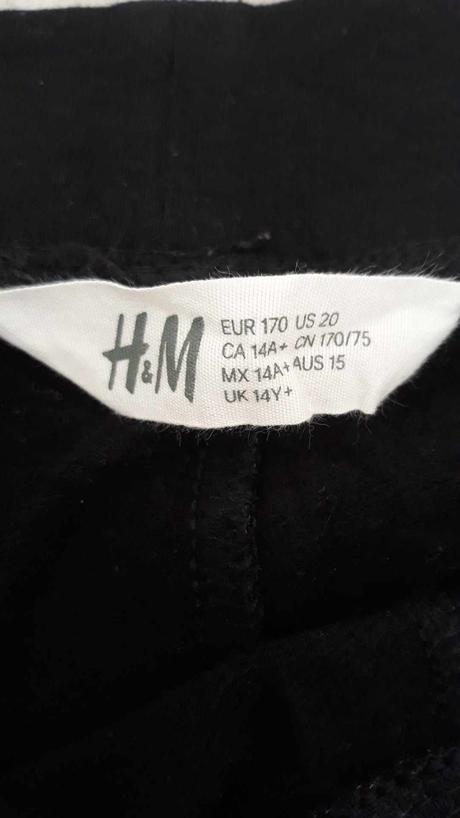 H&M
EUR 170 US 20
CA 14A+ CN 170/75
MX 14A+ AUS 15
UK 14Y+